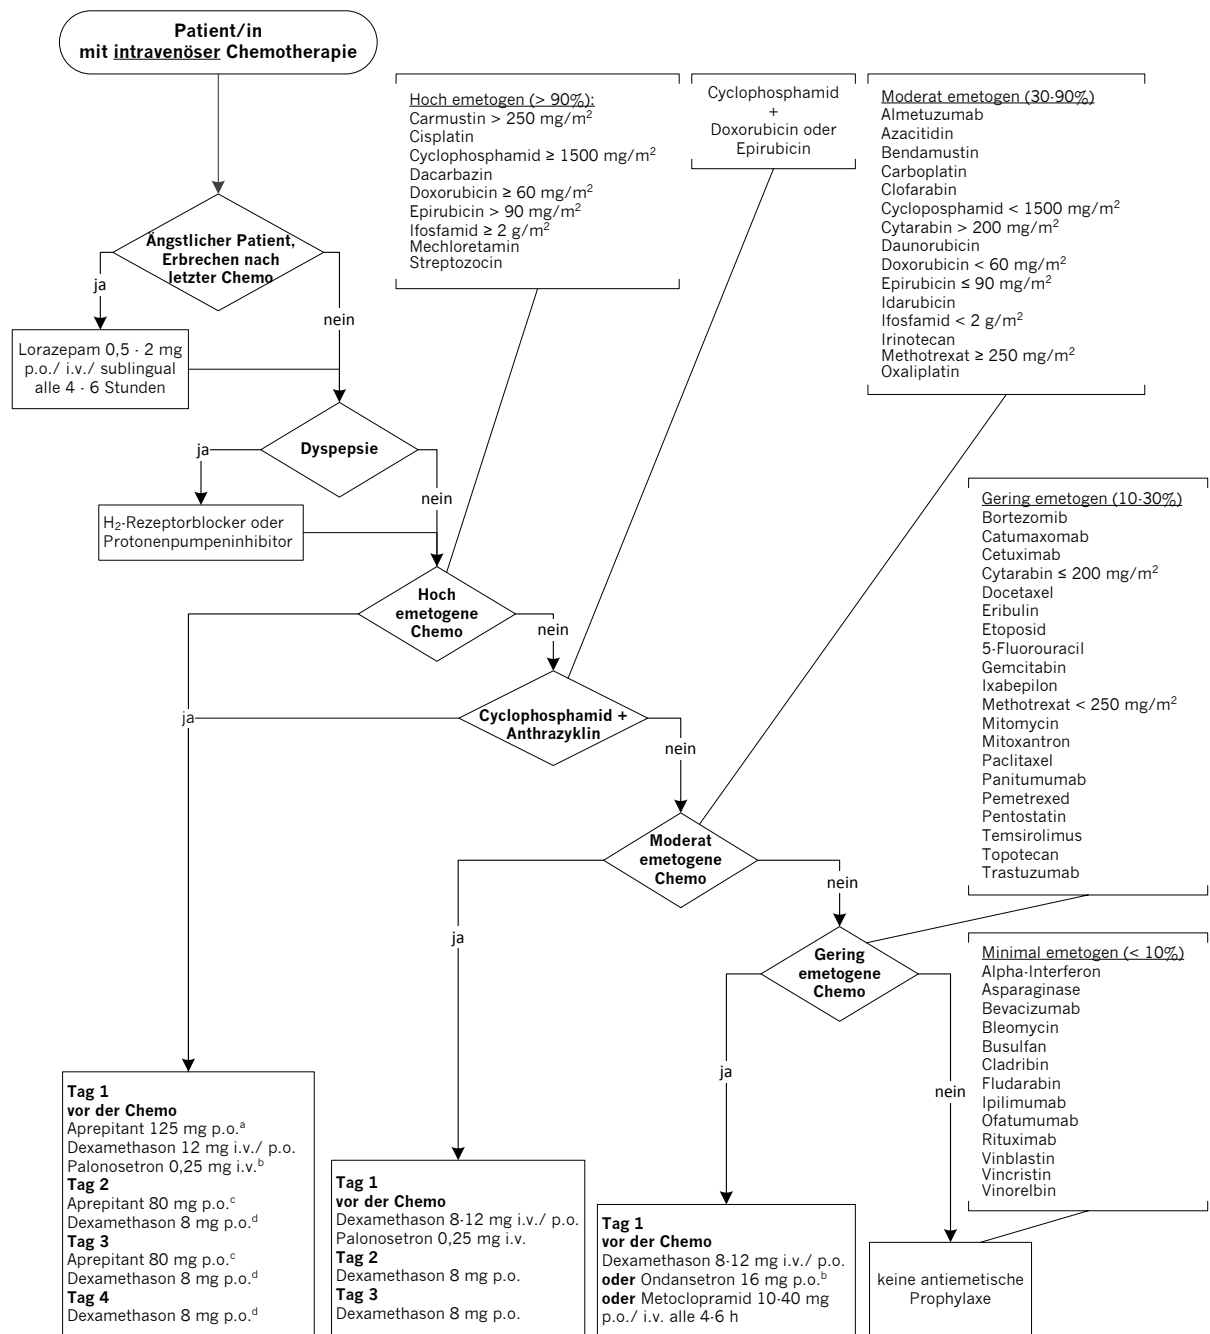 Patient/in
mit intravenöser Chemotherapie
Hoch emetogen (> 90%):
Carmustin > 250 mg/m²
Cisplatin
Cyclophosphamid ≥ 1500 mg/m²
Dacarbazin
Doxorubicin ≥ 60 mg/m²
Epirubicin > 90 mg/m²
Ifosfamid ≥ 2 g/m²
Mechloretamin
Streptozocin
Cyclophosphamid
+
Doxorubicin oder
Epirubicin
Moderat emetogen (30-90%)
Almetuzumab
Azacitidin
Bendamustin
Carboplatin
Clofarabin
Cycloposphamid < 1500 mg/m²
Cytarabin > 200 mg/m²
Daunorubicin
Doxorubicin < 60 mg/m²
Epirubicin ≤ 90 mg/m²
Idarubicin
Ifosfamid < 2 g/m²
Irinotecan
Methotrexat ≥ 250 mg/m²
Oxaliplatin
Ängstlicher Patient,
Erbrechen nach
letzter Chemo
ja
nein
Lorazepam 0,5 - 2 mg
p.o./ i.v./ sublingual
alle 4 - 6 Stunden
Dyspepsie
ja
nein
H₂-Rezeptorblocker oder
Protonenpumpeninhibitor
Gering emetogen (10-30%)
Bortezomib
Catumaxomab
Cetuximab
Cytarabin ≤ 200 mg/m²
Docetaxel
Eribulin
Etoposid
5-Fluorouracil
Gemcitabin
Ixabepilon
Methotrexat < 250 mg/m²
Mitomycin
Mitoxantron
Paclitaxel
Panitumumab
Pemetrexed
Pentostatin
Temsirolimus
Topotecan
Trastuzumab
Hoch
emetogene
Chemo
nein
ja
Cyclophosphamid +
Anthrazyklin
nein
Moderat
emetogene
Chemo
nein
ja
Gering
emetogene
Chemo
ja
nein
Minimal emetogen (< 10%)
Alpha-Interferon
Asparaginase
Bevacizumab
Bleomycin
Busulfan
Cladribin
Fludarabin
Ipilimumab
Ofatumumab
Rituximab
Vinblastin
Vincristin
Vinorelbin
Tag 1
vor der Chemo
Aprepitant 125 mg p.o.ᵃ
Dexamethason 12 mg i.v./ p.o.
Palonosetron 0,25 mg i.v.ᵇ
Tag 2
Aprepitant 80 mg p.o.ᶜ
Dexamethason 8 mg p.o.ᵈ
Tag 3
Aprepitant 80 mg p.o.ᶜ
Dexamethason 8 mg p.o.ᵈ
Tag 4
Dexamethason 8 mg p.o.ᵈ
Tag 1
vor der Chemo
Dexamethason 8-12 mg i.v./ p.o.
Palonosetron 0,25 mg i.v.
Tag 2
Dexamethason 8 mg p.o.
Tag 3
Dexamethason 8 mg p.o.
Tag 1
vor der Chemo
Dexamethason 8-12 mg i.v./ p.o.
oder Ondansetron 16 mg p.o.ᵇ
oder Metoclopramid 10-40 mg
p.o./ i.v. alle 4-6 h
keine antiemetische
Prophylaxe